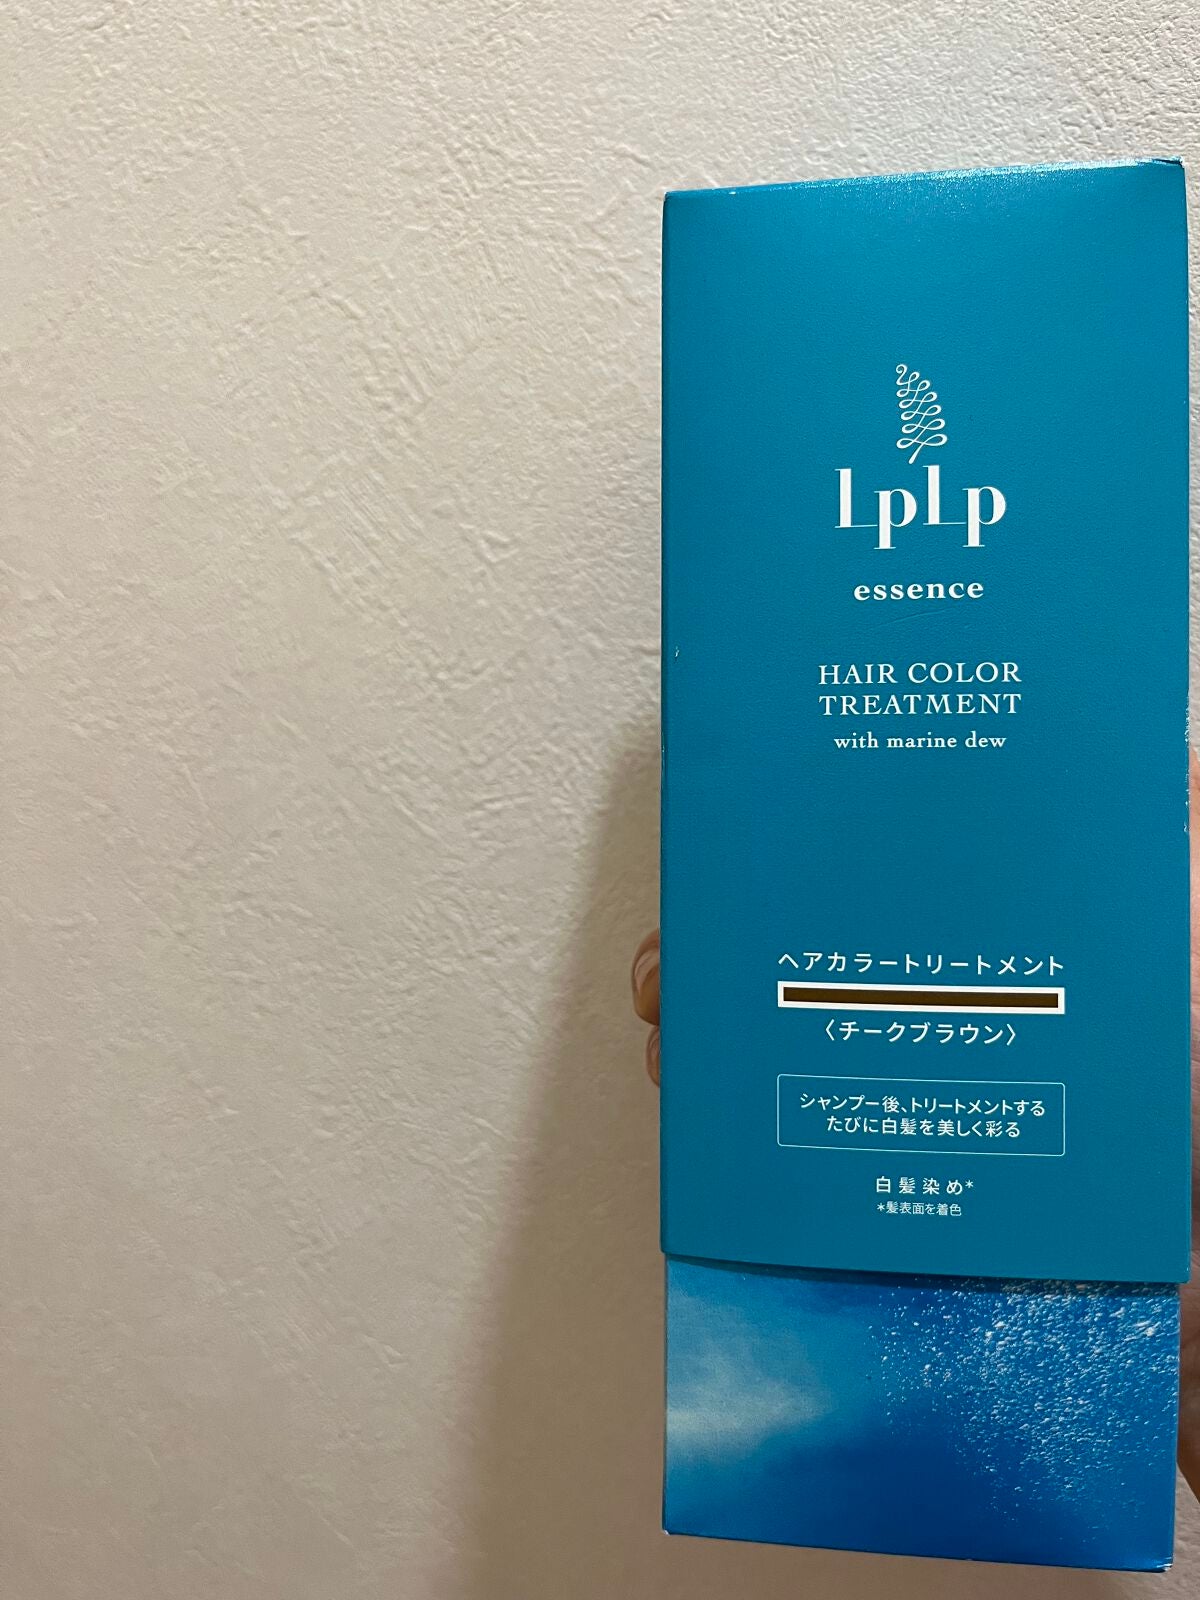 LpLp
essence
HAIR COLOR
TREATMENT
with marine dew
ヘアカラートリートメント
〈チークブラウン〉
シャンプー後、トリートメントする
たびに白髪を美しく彩る
白髪染め*
*髪表面を着色